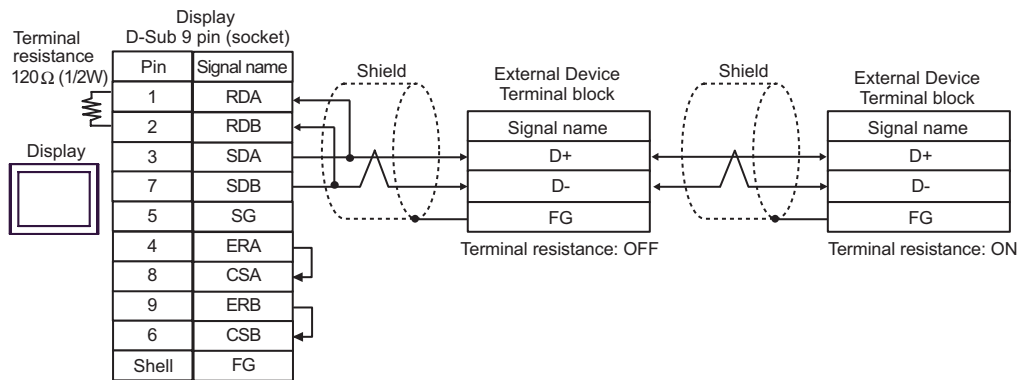 Display
D-Sub 9 pin (socket)
Terminal
resistance
120Ω (1/2W)
Display
Pin Signal name
1 RDA
2 RDB
3 SDA
7 SDB
5 SG
4 ERA
8 CSA
9 ERB
6 CSB
Shell FG
Shield
External Device
Terminal block
Signal name
D+
D-
FG
Terminal resistance: OFF
Shield
External Device
Terminal block
Signal name
D+
D-
FG
Terminal resistance: ON